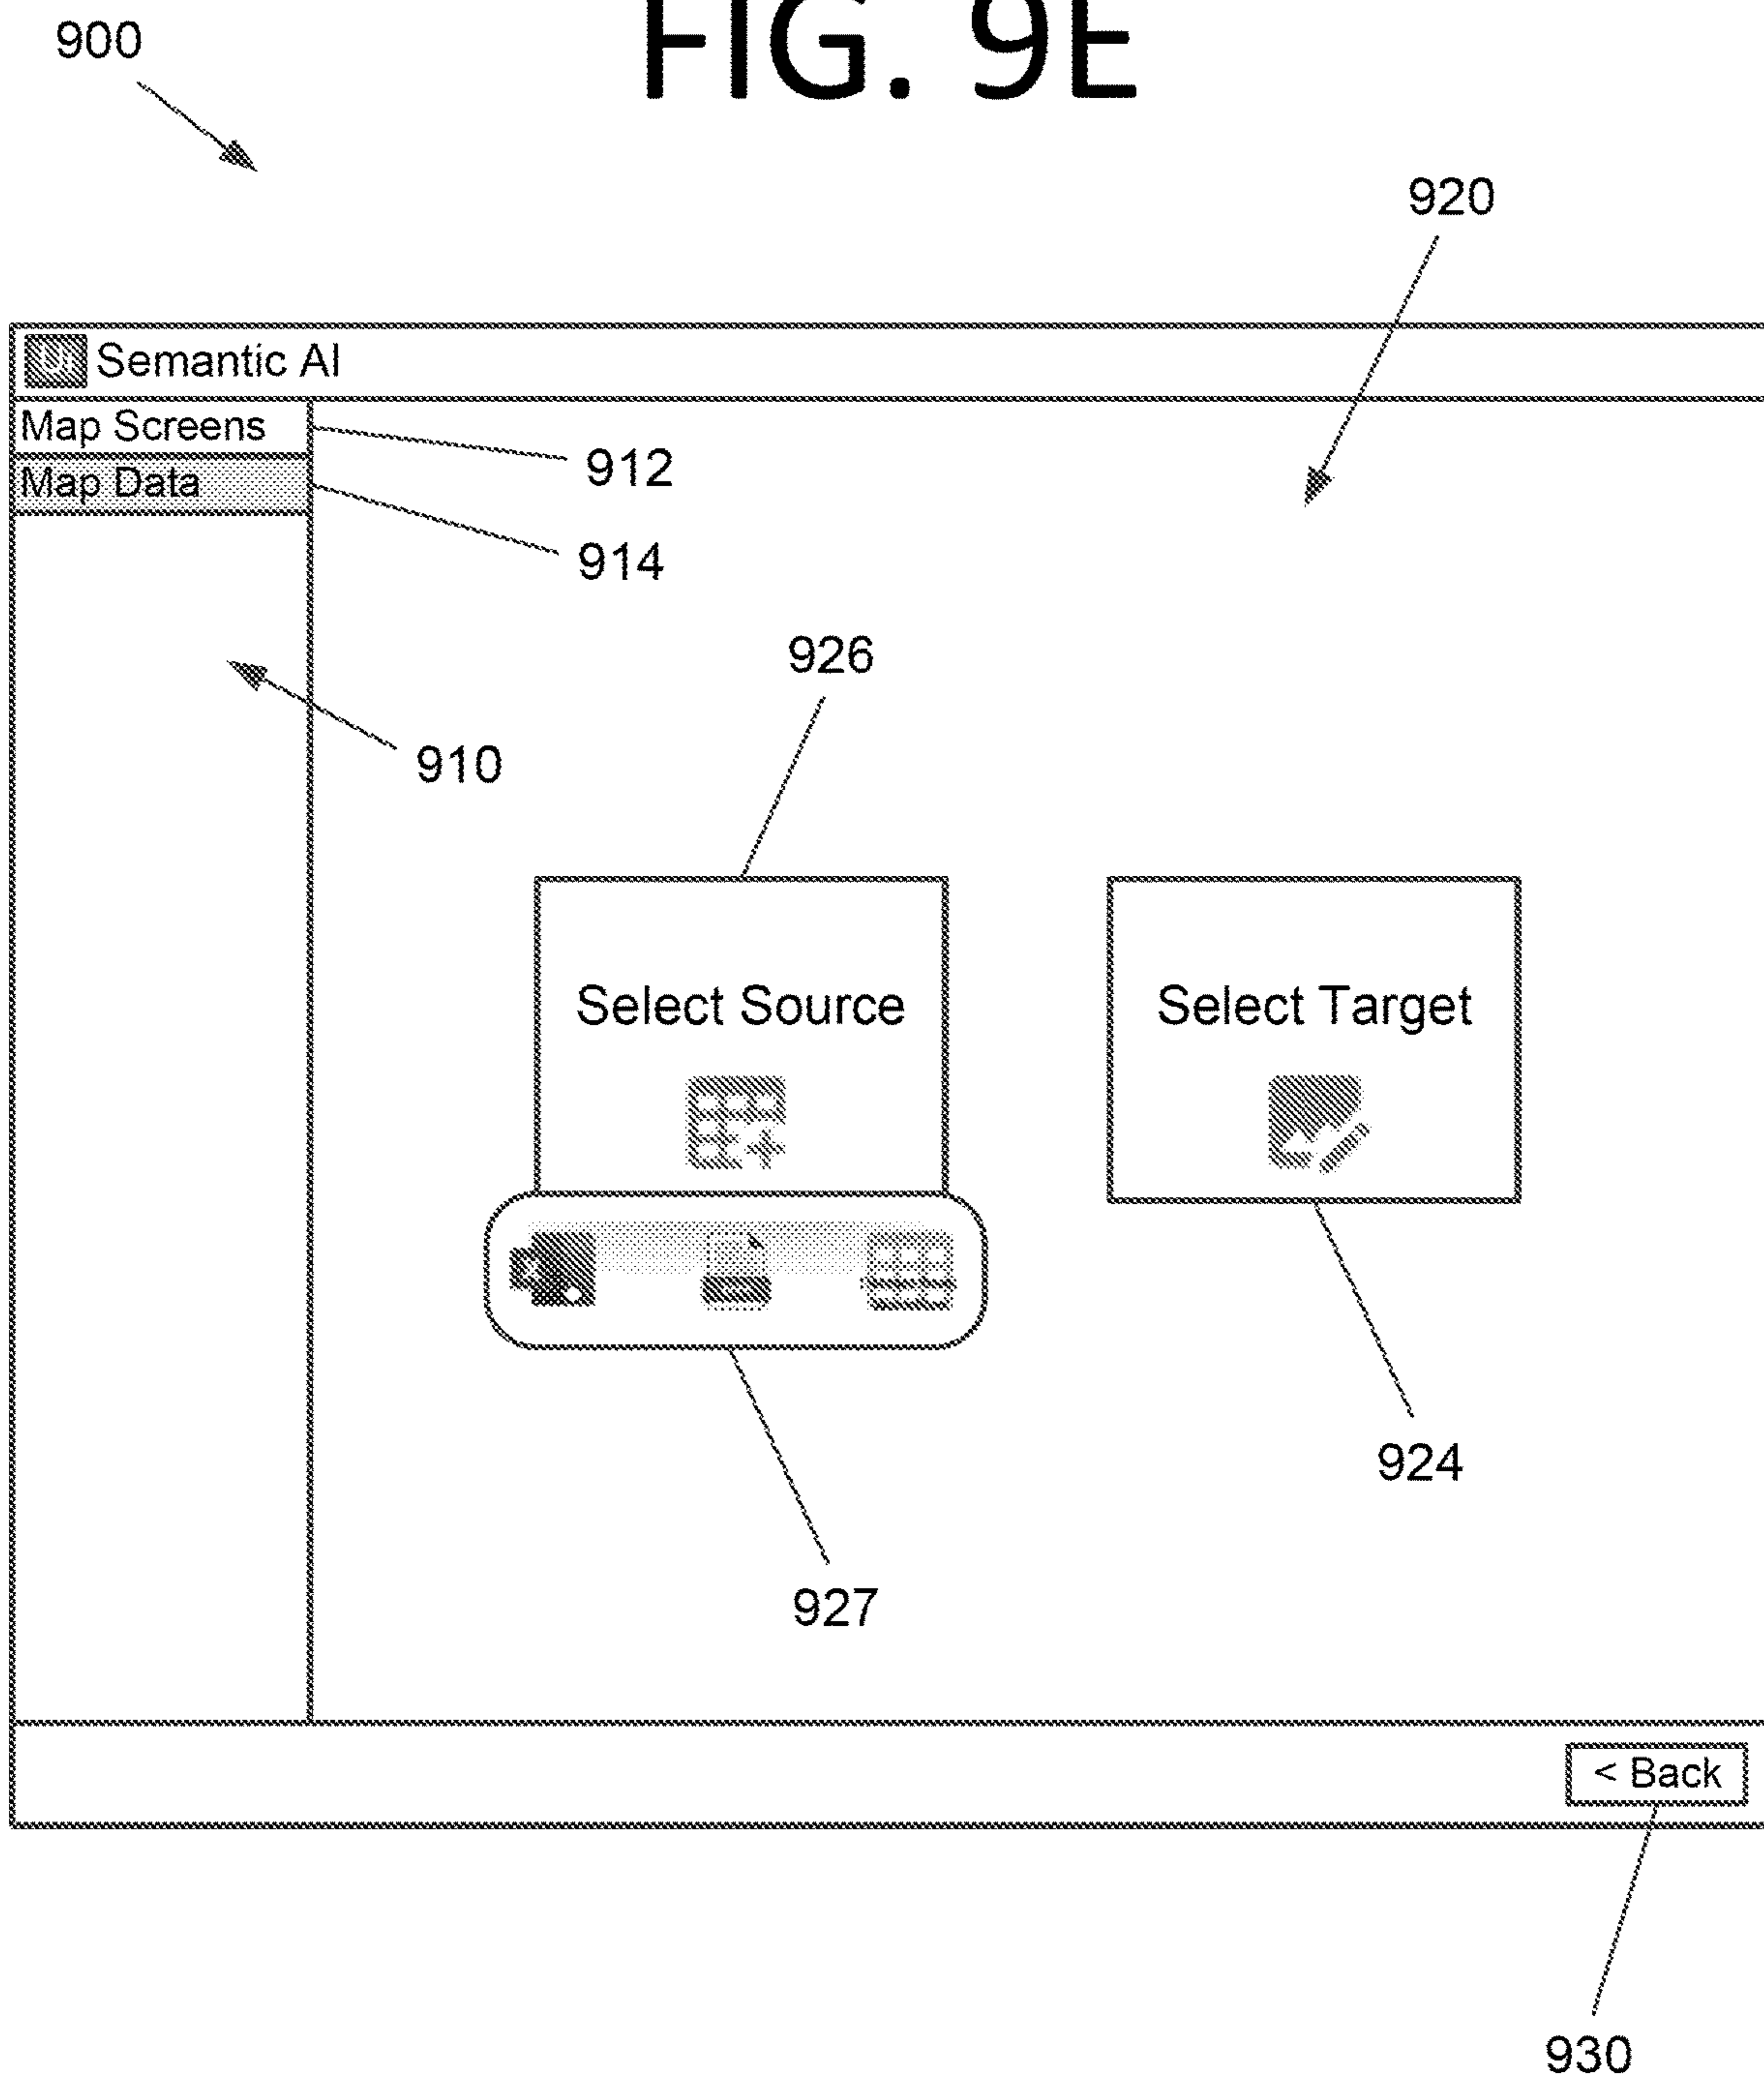 FIG. 9E
900
920
UI Semantic AI
Map Screens
912
Map Data
914
926
910
Select Source
Select Target
924
927
< Back
930